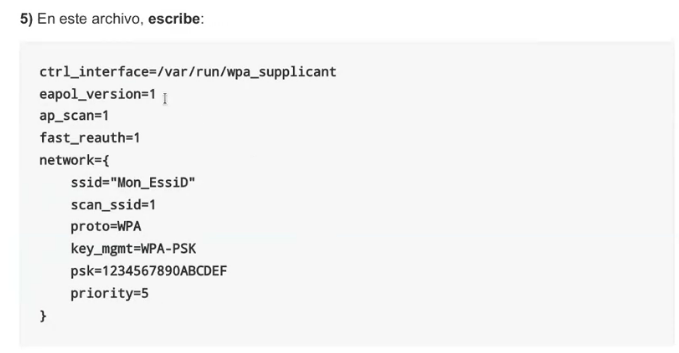 5) En este archivo, escribe:
ctrl_interface=/var/run/wpa_supplicant
eapol_version=1
ap_scan=1
fast_reauth=1
network={
    ssid="Mon_EssiD"
    scan_ssid=1
    proto=WPA
    key_mgmt=WPA-PSK
    psk=1234567890ABCDEF
    priority=5
}